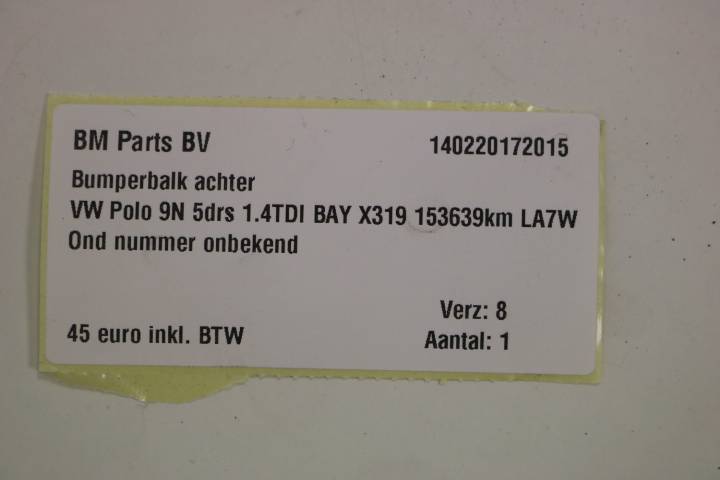 BM Parts BV 140220172015
Bumperbalk achter
VW Polo 9N 5drs 1.4TDI BAY X319 153639km LA7W
Ond nummer onbekend
Verz: 8
45 euro inkl. BTW Aantal: 1